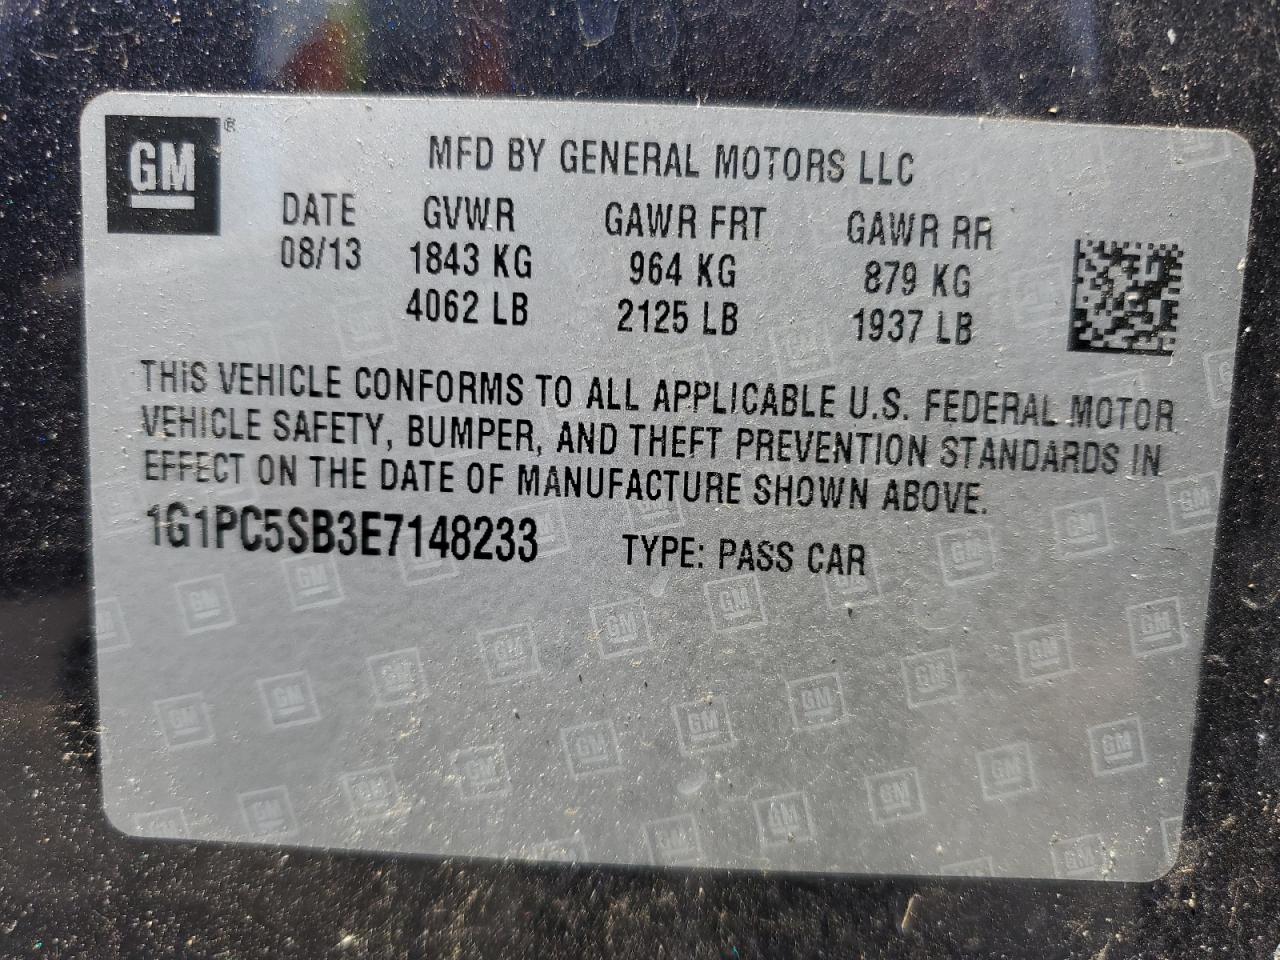 GM®
MFD BY GENERAL MOTORS LLC
DATE GVWR GAWR FRT GAWR RR
08/13 1843 KG 964 KG 879 KG
4062 LB 2125 LB 1937 LB
THIS VEHICLE CONFORMS TO ALL APPLICABLE U.S. FEDERAL MOTOR
VEHICLE SAFETY, BUMPER, AND THEFT PREVENTION STANDARDS IN
EFFECT ON THE DATE OF MANUFACTURE SHOWN ABOVE.
1G1PC5SB3E7148233 TYPE: PASS CAR